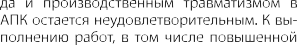 да и производственным травматизмом в
АПК остается неудовлетворительным. К вы-
полнению работ, в том числе повышенной